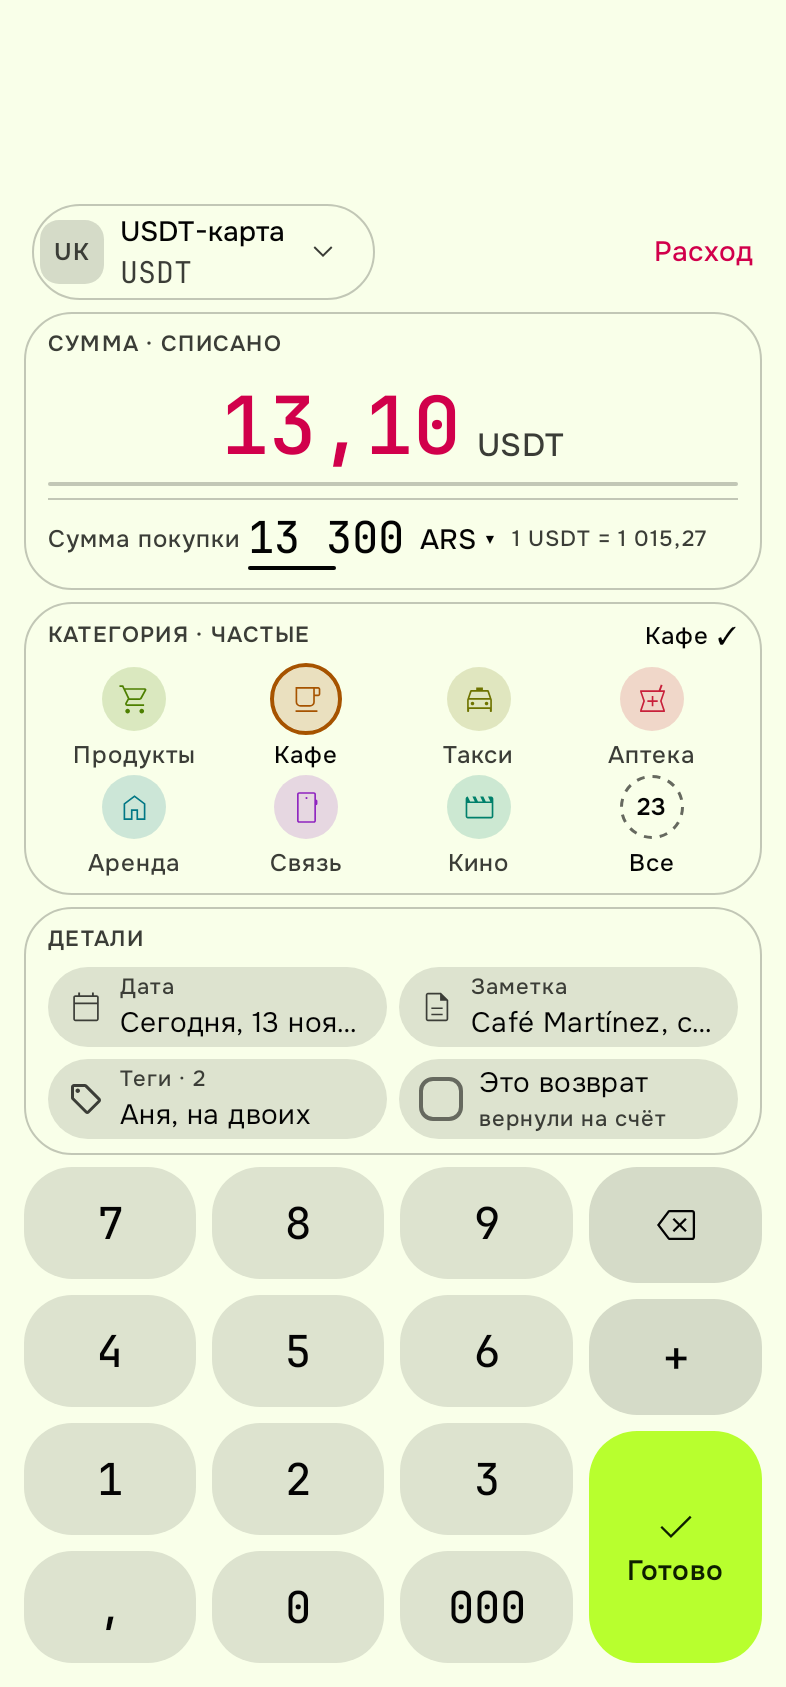 UK
USDT-карта
USDT
Расход
СУММА · СПИСАНО
13,10 USDT
Сумма покупки 13 300 ARS ▾ 1 USDT = 1 015,27
КАТЕГОРИЯ · ЧАСТЫЕ
Кафе ✓
Продукты Кафе Такси Аптека
23
Аренда Связь Кино Все
ДЕТАЛИ
Дата
Сегодня, 13 ноя...
Заметка
Café Martínez, с...
Теги · 2
Аня, на двоих
Это возврат
вернули на счёт
7 8 9
4 5 6 +
1 2 3
Готово
, 0 000